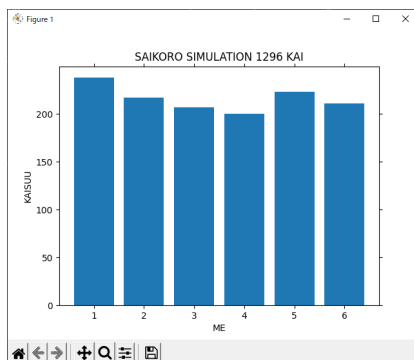 Figure 1
SAIKORO SIMULATION 1296 KAI
200
150
100
50
0
KAISUU
1 2 3 4 5 6
ME